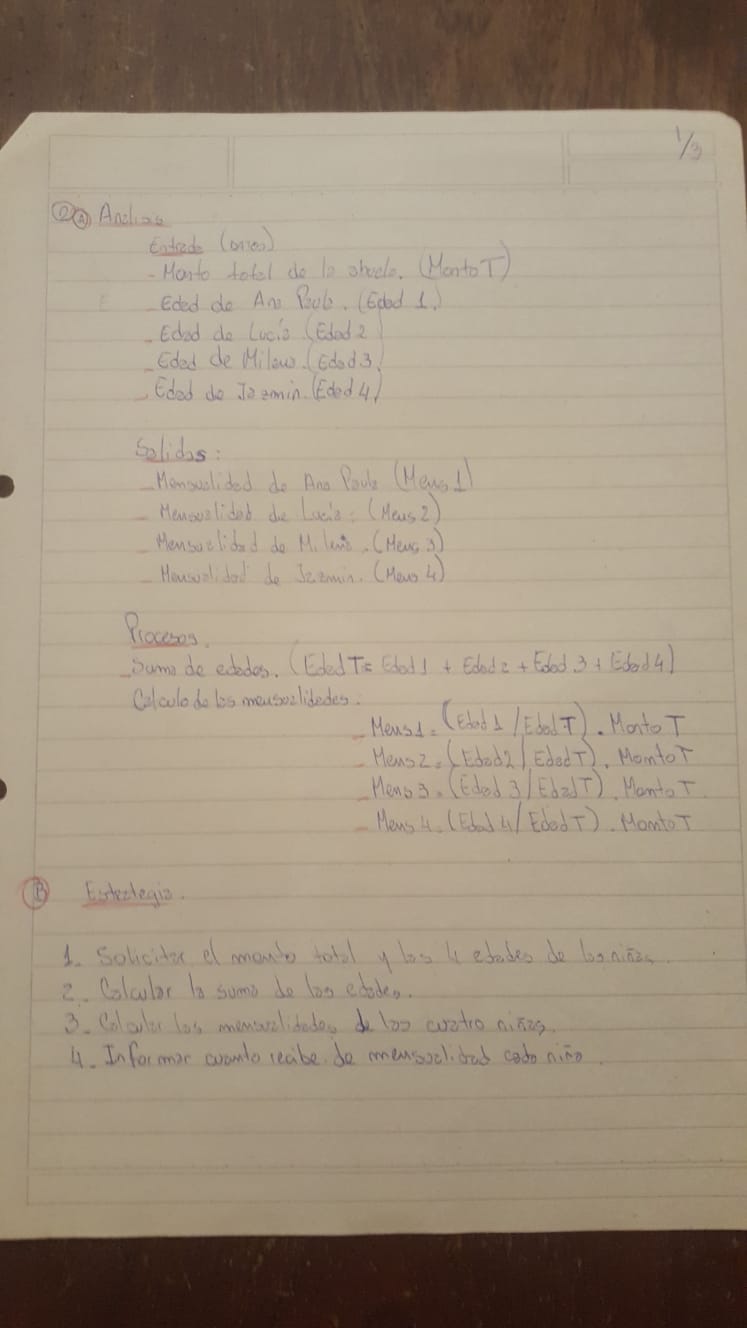 1/3
2 A Análisis
Entrada (Datos)
- Monto total de la abuela. (Monto T)
- Edad de Ana Paula. (Edad 1)
- Edad de Lucía (Edad 2)
- Edad de Milena. (Edad 3)
- Edad de Jazmin. (Edad 4)
Salidas:
- Mensualidad de Ana Paula (Mens 1)
- Mensualidad de Lucía. (Mens 2)
- Mensualidad de Milena. (Mens 3)
- Mensualidad de Jazmin. (Mens 4)
Procesos.
- Suma de edades. (Edad T= Edad 1 + Edad 2 + Edad 3 + Edad 4)
Calculo de las mensualidades.
- Mens 1 = (Edad 1 / Edad T) . Monto T
- Mens 2 = (Edad 2 / Edad T) . Monto T
- Mens 3 = (Edad 3 / Edad T) . Monto T
- Mens 4 = (Edad 4 / Edad T) . Monto T
B Estrategia.
1. Solicitar el monto total y las 4 edades de las niñas.
2. Calcular la suma de las edades.
3. Calcular las mensualidades de las cuatro niñas.
4. Informar cuanto recibe de mensualidad cada niña.